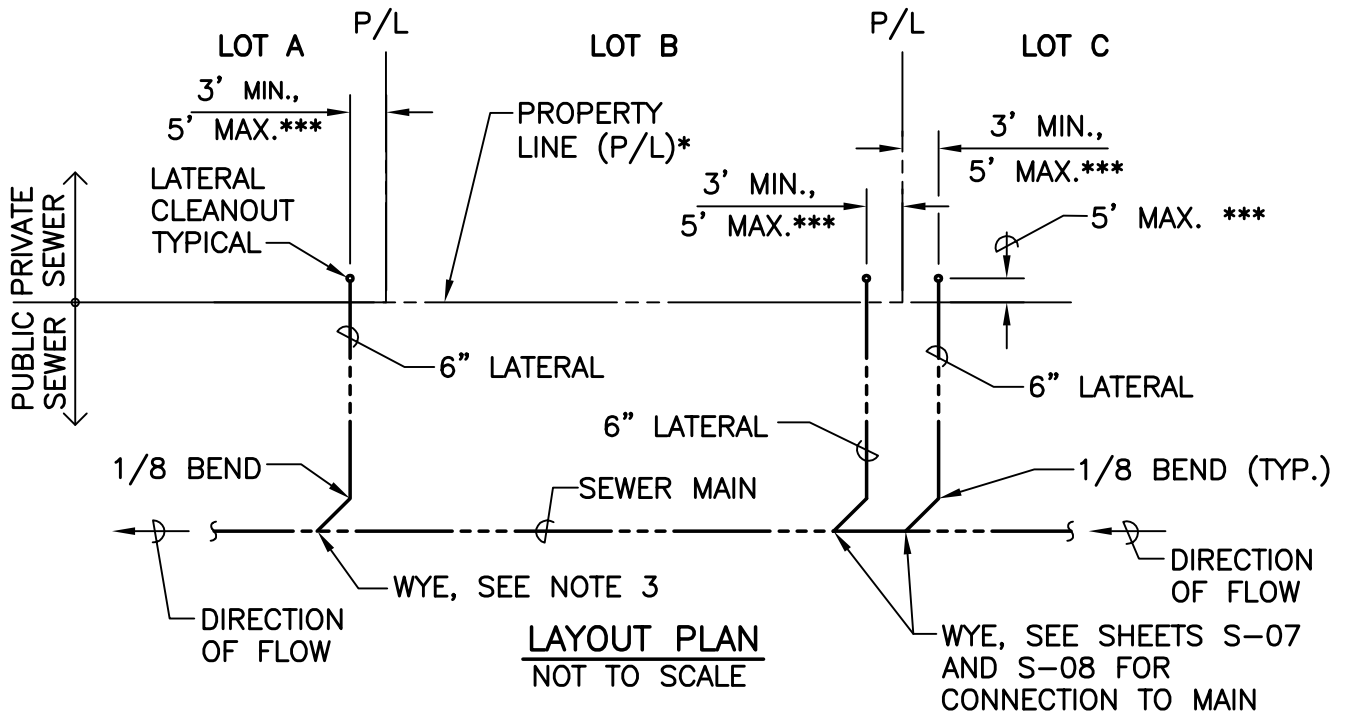 LOT A
P/L
LOT B
P/L
LOT C
3' MIN.,
5' MAX.***
PROPERTY
LINE (P/L)*
3' MIN.,
5' MAX.***
3' MIN.,
5' MAX.***
5' MAX. ***
LATERAL
CLEANOUT
TYPICAL
PRIVATE
SEWER
PUBLIC
SEWER
6" LATERAL
6" LATERAL
6" LATERAL
1/8 BEND
SEWER MAIN
1/8 BEND (TYP.)
DIRECTION
OF FLOW
WYE, SEE NOTE 3
DIRECTION
OF FLOW
LAYOUT PLAN
NOT TO SCALE
WYE, SEE SHEETS S-07
AND S-08 FOR
CONNECTION TO MAIN